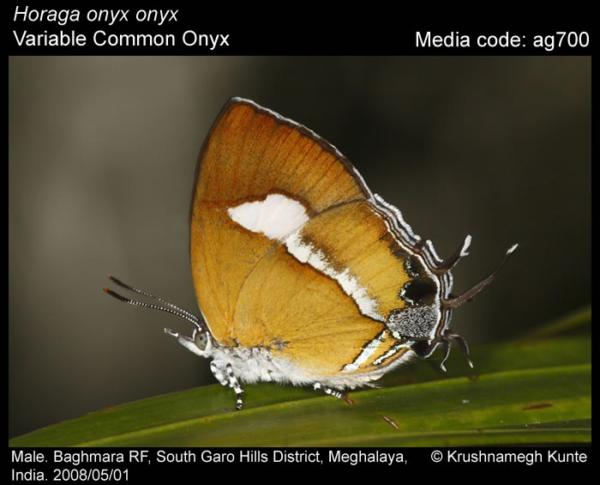 Horaga onyx onyx
Variable Common Onyx
Media code: ag700
Male. Baghmara RF, South Garo Hills District, Meghalaya,
India. 2008/05/01
© Krushnamegh Kunte